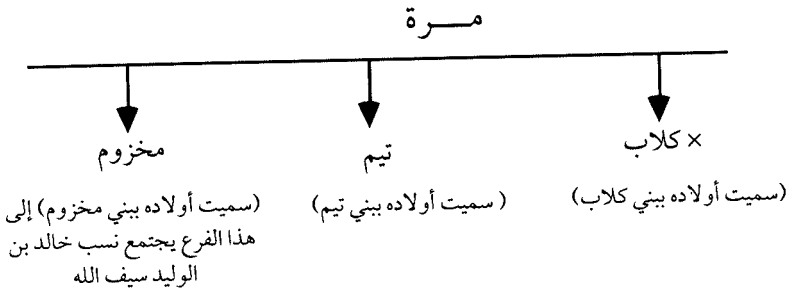 مـــرة
× كلاب
تيم
مخزوم
(سميت أولاده ببني كلاب)
( سميت أولاده ببني تيم)
(سميت أولاده ببني مخزوم) إلى
هذا الفرع يجتمع نسب خالد بن
الوليد سيف الله